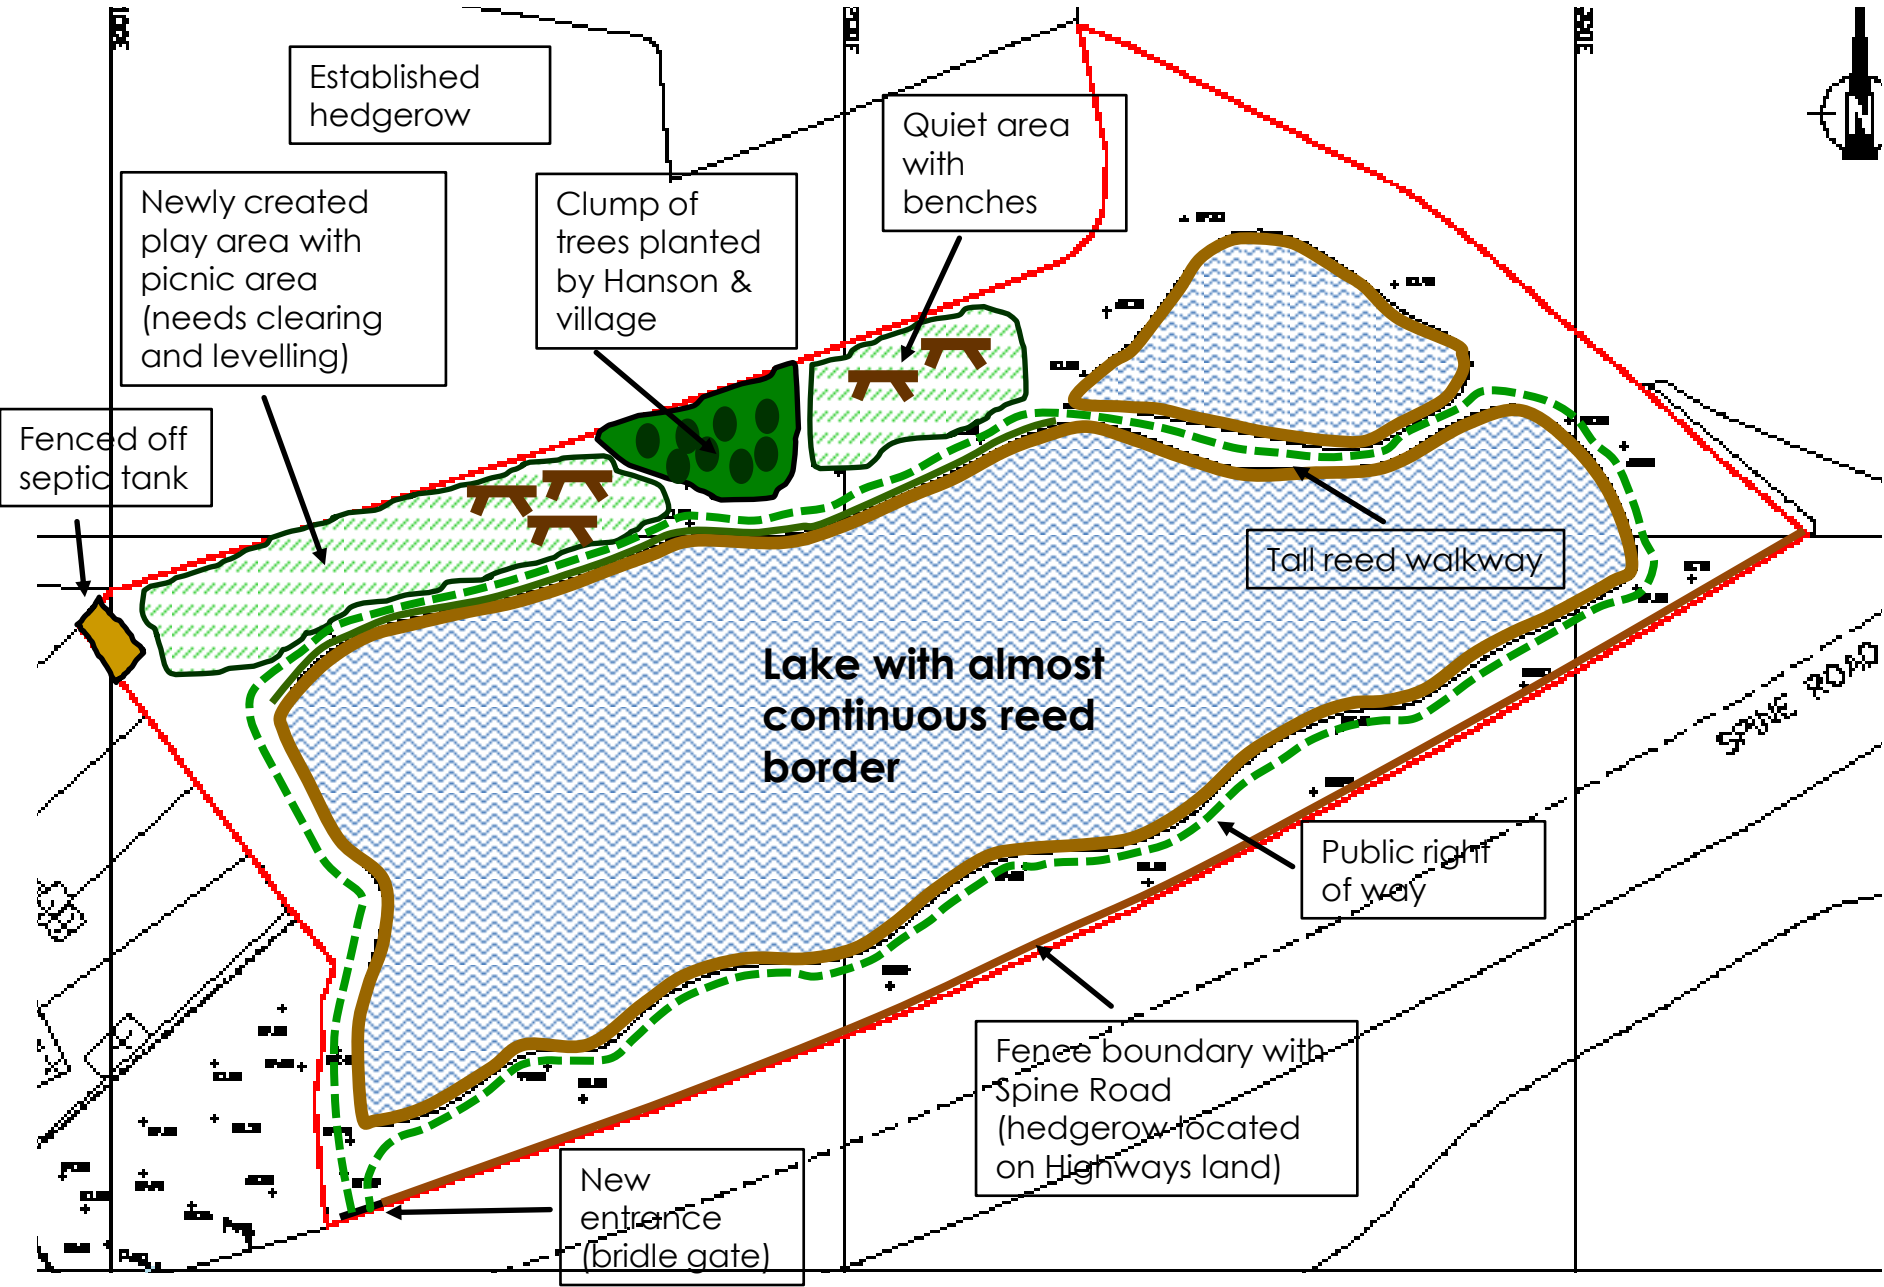 Established
hedgerow
Quiet area
with
benches
Newly created
play area with
picnic area
(needs clearing
and levelling)
Clump of
trees planted
by Hanson &
village
Fenced off
septic tank
Tall reed walkway
Lake with almost
continuous reed
border
SPINE ROAD
Public right
of way
Fence boundary with
Spine Road
(hedgerow located
on Highways land)
New
entrance
(bridle gate)